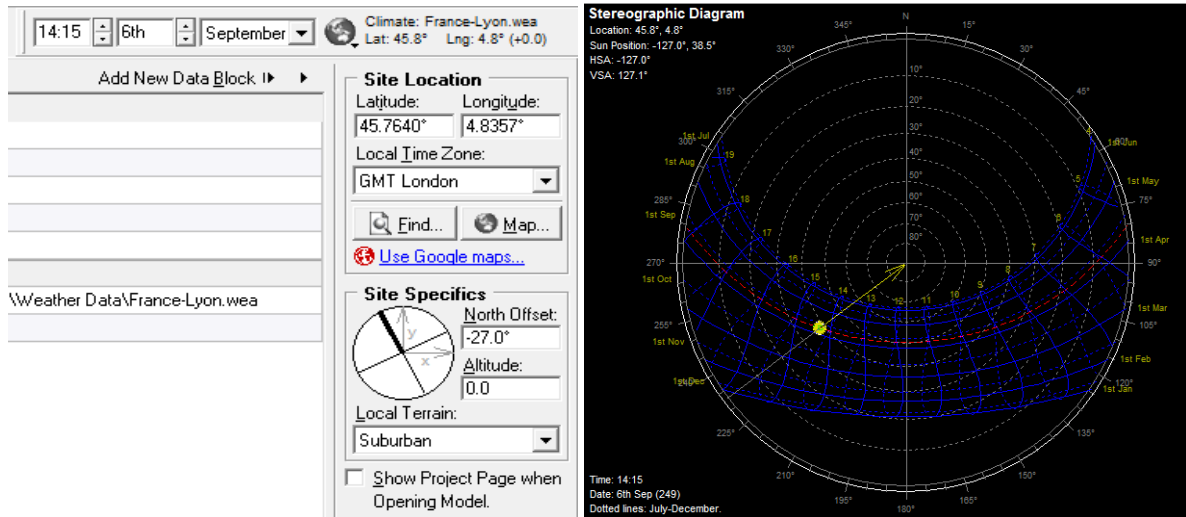 14:15
6th
September
Climate: France-Lyon.wea
Lat: 45.8° Lng: 4.8° (+0.0)
Add New Data Block
Site Location
Latitude: Longitude:
45.7640° 4.8357°
Local Time Zone:
GMT London
Find... Map...
Use Google maps...
\Weather Data\France-Lyon.wea
Site Specifics
North Offset:
-27.0°
y
x
Altitude:
0.0
Local Terrain:
Suburban
Show Project Page when
Opening Model.
Stereographic Diagram
Location: 45.8°, 4.8°
Sun Position: -127.0°, 38.5°
HSA: -127.0°
VSA: 127.1°
N
345° 15°
330° 30°
315° 45°
300°
285° 75°
270° 90°
255° 105°
120°
225° 135°
210° 150°
195° 165°
180°
10°
20°
30°
40°
50°
60°
70°
80°
1st Jul
1st Aug
1st Sep
1st Oct
1st Nov
1st Dec
1st Jun
1st May
1st Apr
1st Mar
1st Feb
1st Jan
19
18
17
16
15
14 13 12 11 10 9
8
7
6
5
4
Time: 14:15
Date: 6th Sep (249)
Dotted lines: July-December.